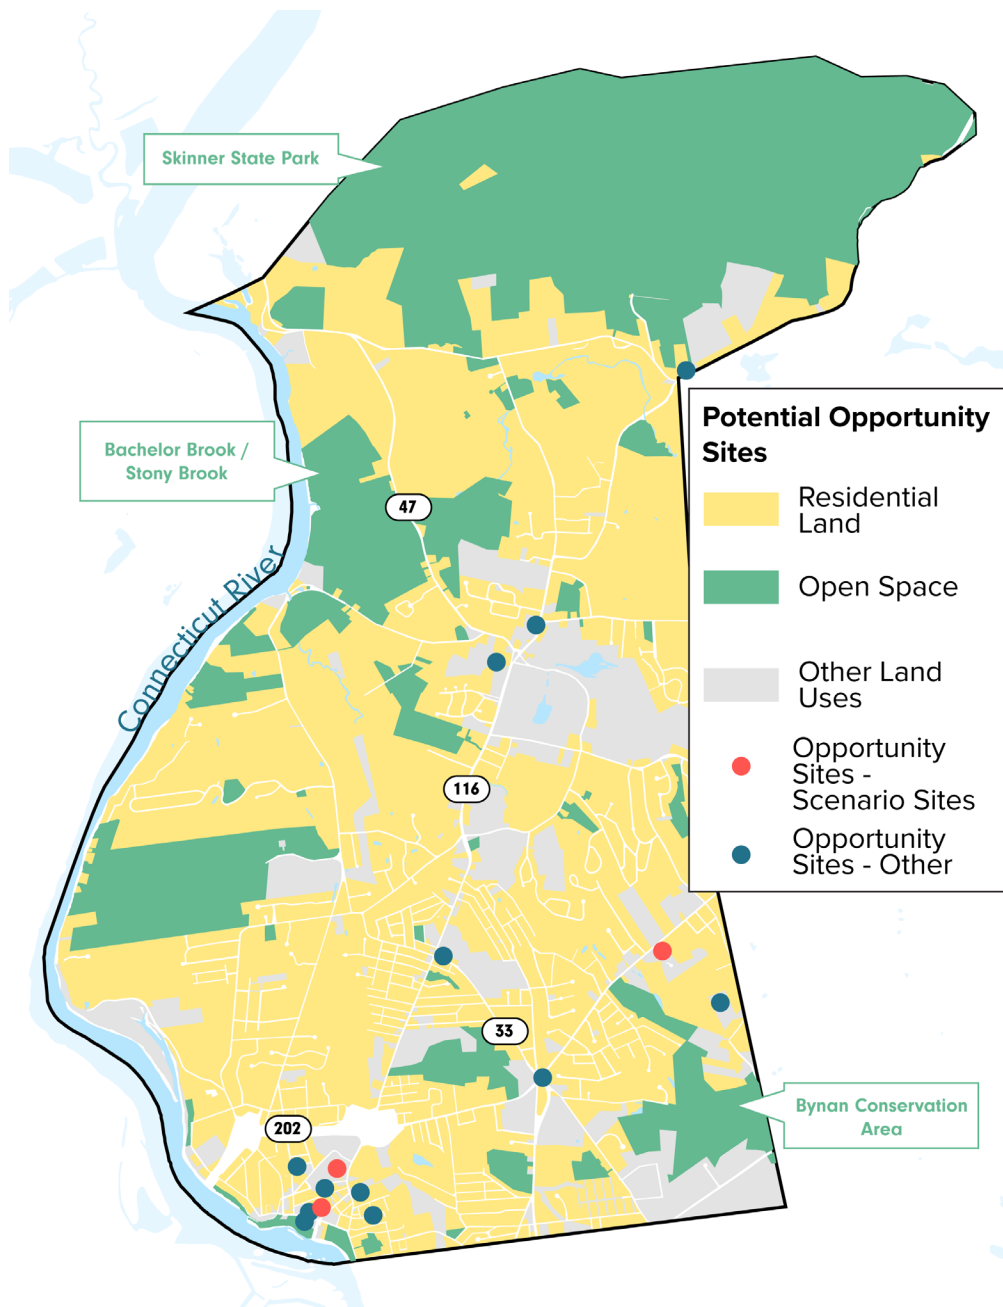 Skinner State Park
Potential Opportunity
Sites
Bachelor Brook /
Stony Brook
Residential
Land
47
Open Space
Connecticut River
Other Land
Uses
116
Opportunity
Sites -
Scenario Sites
Opportunity
Sites - Other
33
Bynan Conservation
Area
202